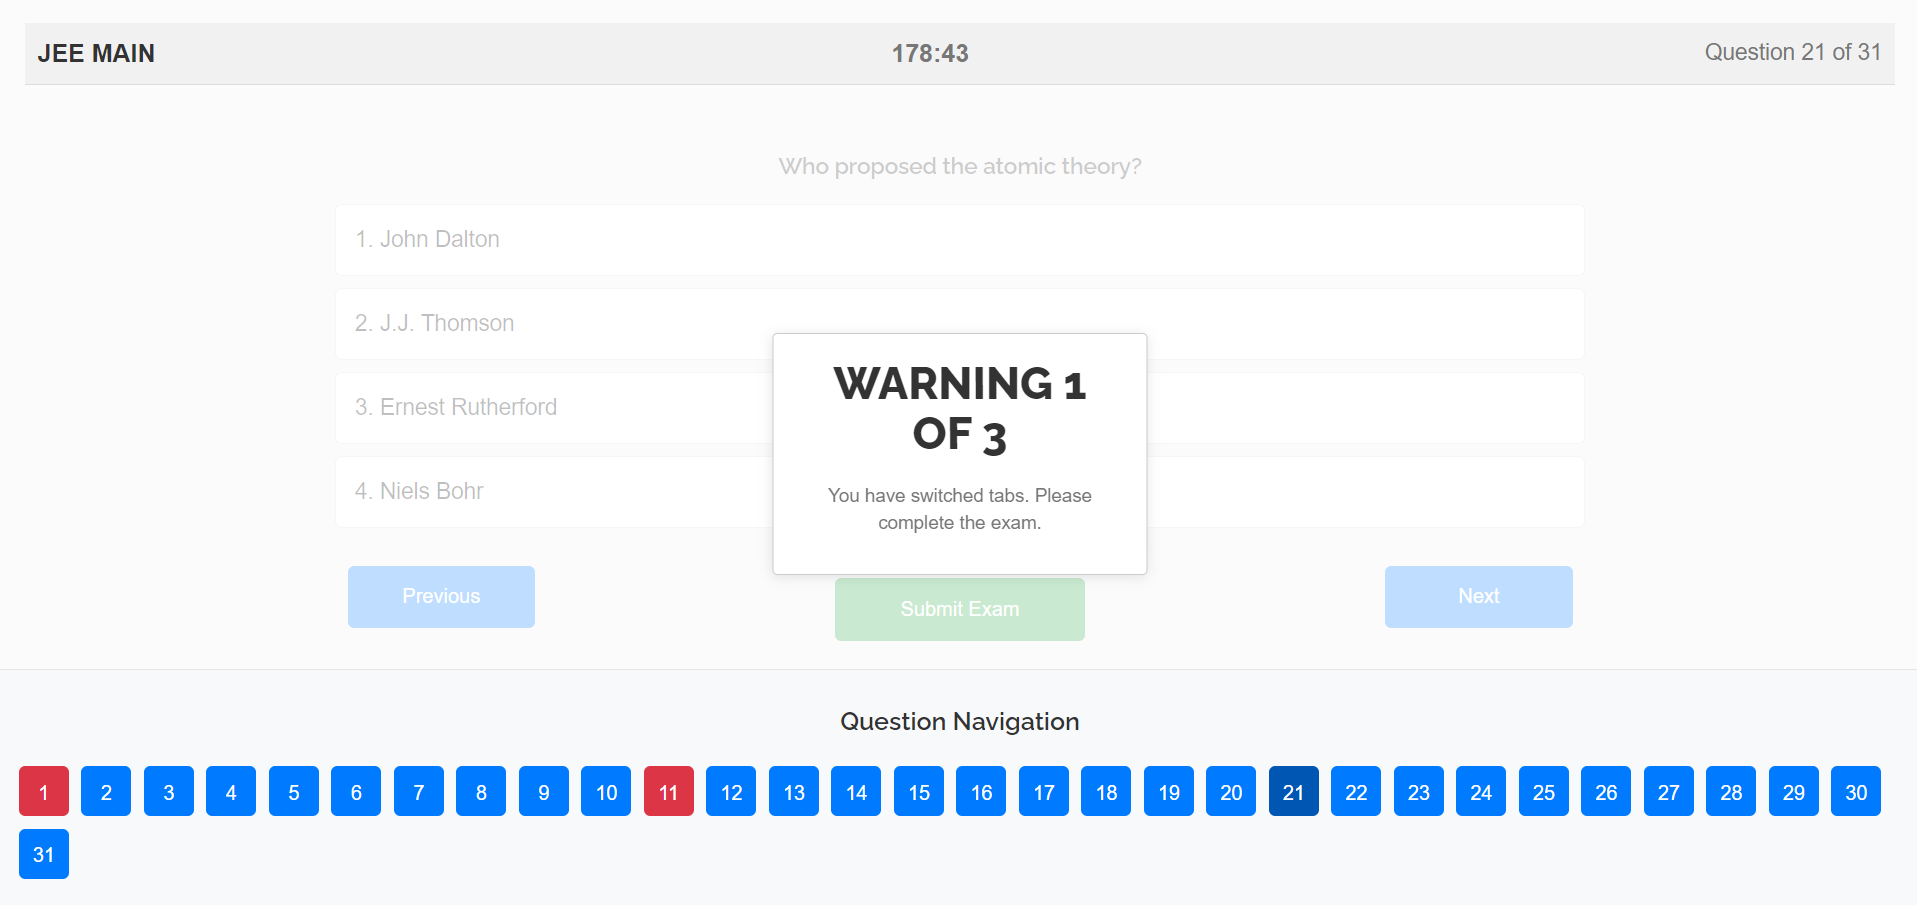 JEE MAIN
178:43
Question 21 of 31
Who proposed the atomic theory?
1. John Dalton
2. J.J. Thomson
3. Ernest Rutherford
4. Niels Bohr
WARNING 1
OF 3
You have switched tabs. Please
complete the exam.
Previous
Submit Exam
Next
Question Navigation
1 2 3 4 5 6 7 8 9 10 11 12 13 14 15 16 17 18 19 20 21 22 23 24 25 26 27 28 29 30
31